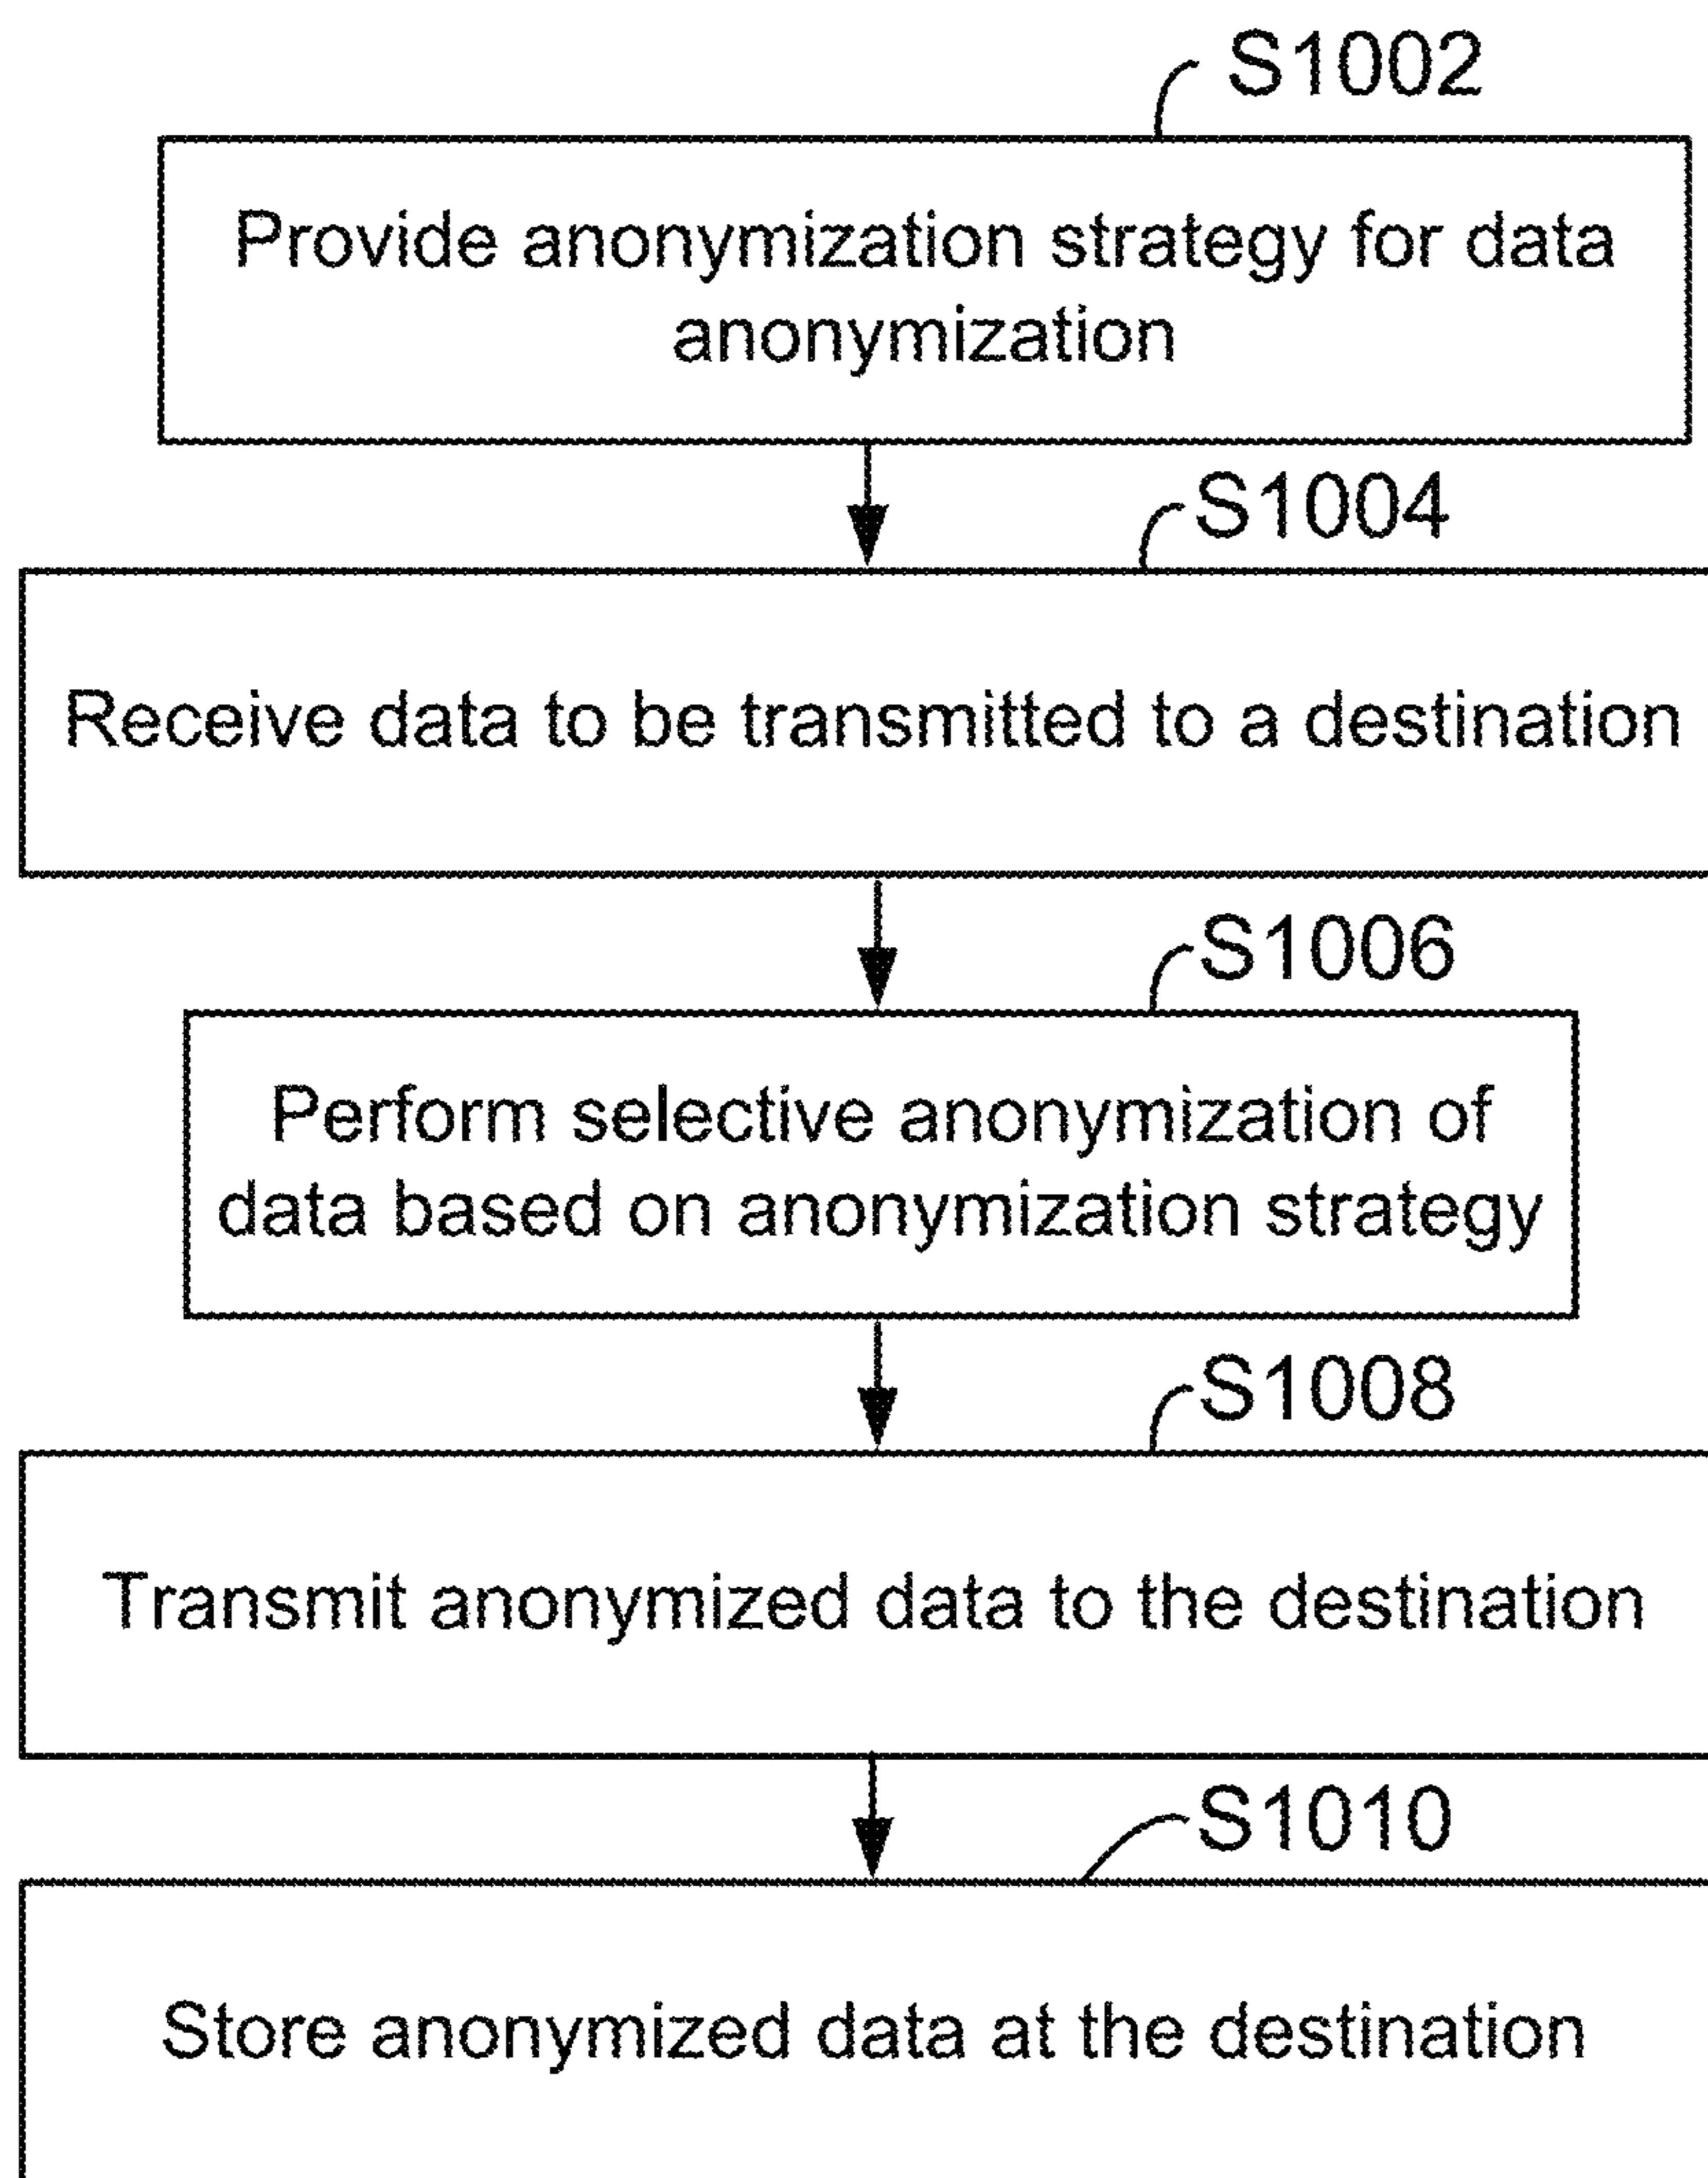 S1002
Provide anonymization strategy for data
anonymization
S1004
Receive data to be transmitted to a destination
S1006
Perform selective anonymization of
data based on anonymization strategy
S1008
Transmit anonymized data to the destination
S1010
Store anonymized data at the destination